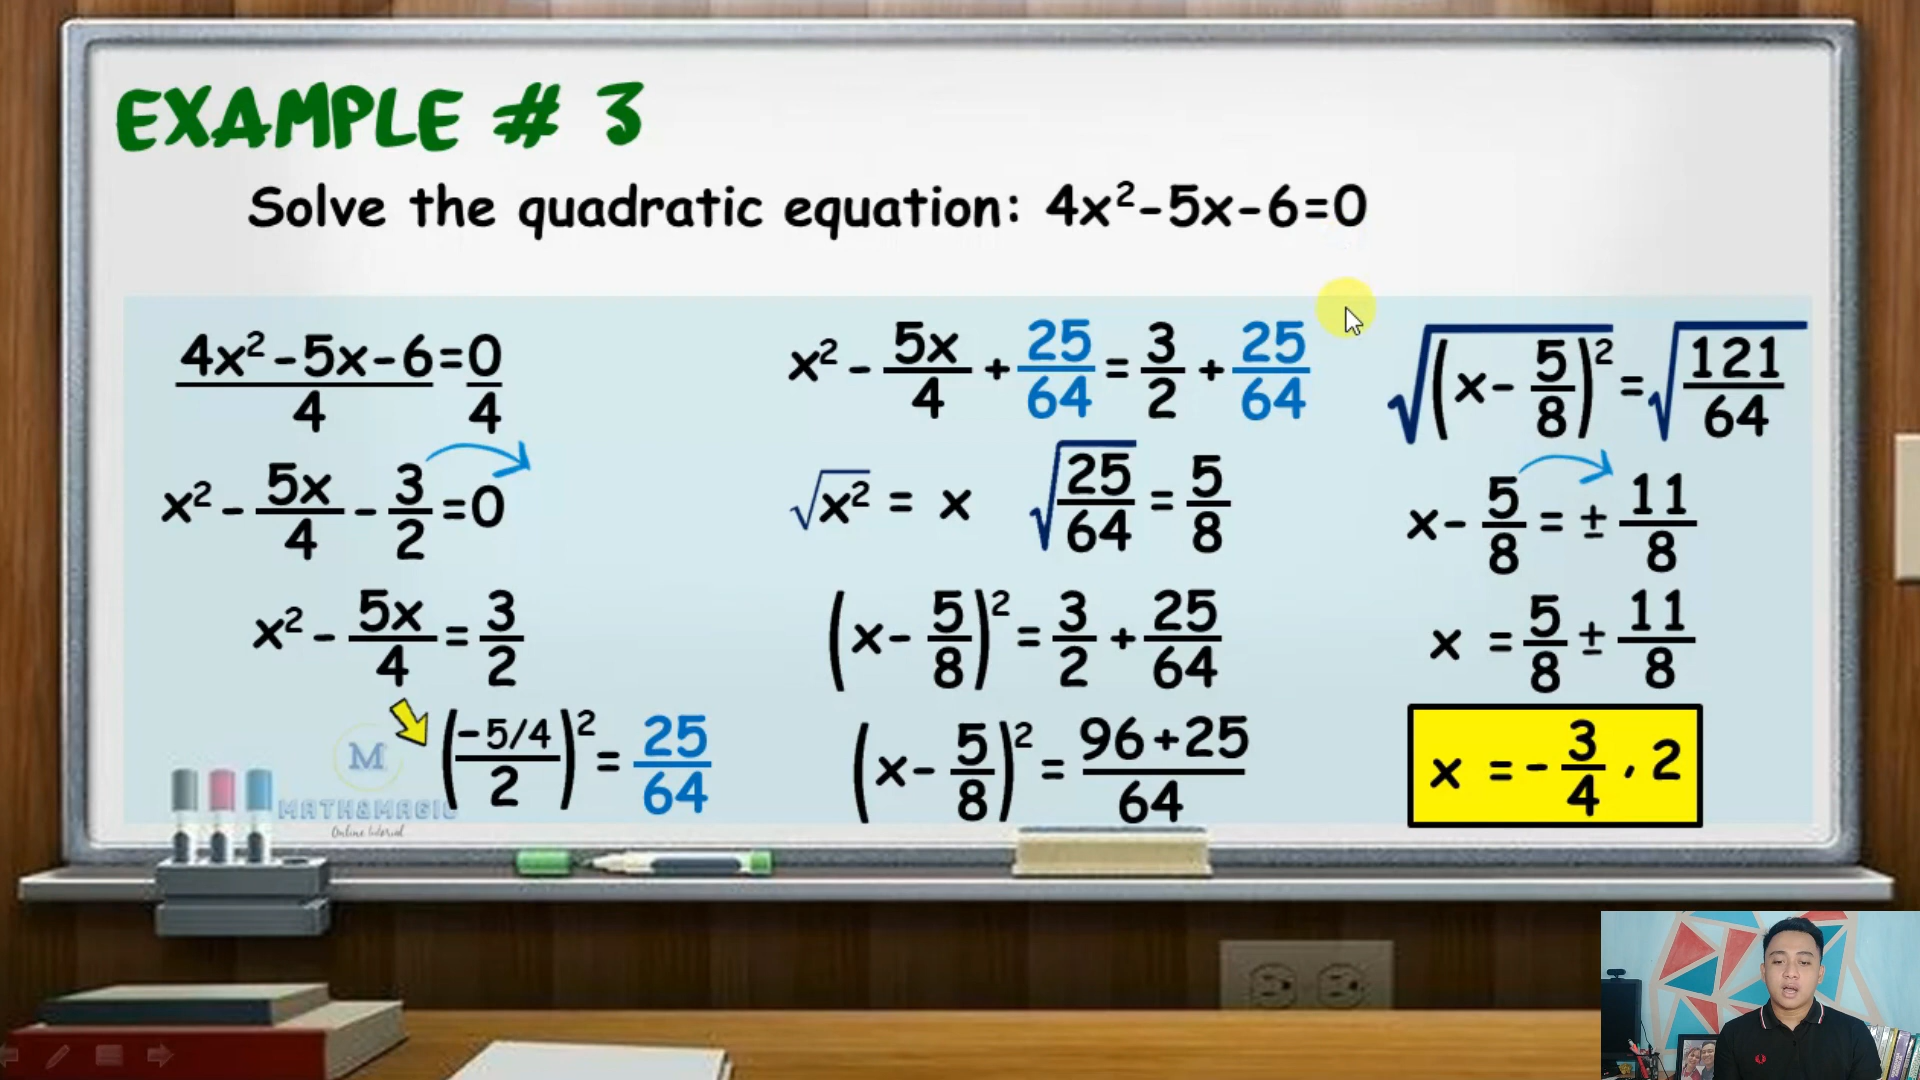 EXAMPLE # 3
Solve the quadratic equation: 4x²-5x-6=0
(4x²-5x-6)/4=0/4
x² - 5x/4 - 3/2 =0
x² - 5x/4 = 3/2
((-5/4)/2)² = 25/64
x² - 5x/4 + 25/64 = 3/2 + 25/64
√x² = x √(25/64) = 5/8
(x- 5/8)² = 3/2 + 25/64
(x- 5/8)² = (96+25)/64
√(x- 5/8)² = √(121/64)
x- 5/8 = ± 11/8
x = 5/8 ± 11/8
x = - 3/4 , 2
M
MATH&MAGIC
Online tutorial